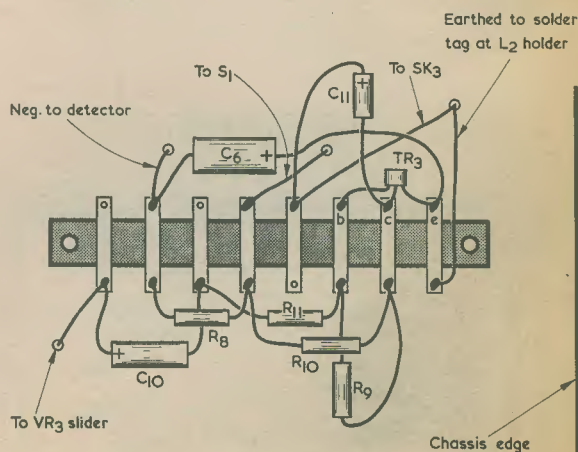 Earthed to solder
tag at L2 holder
To S1
To SK3
C11
+
Neg. to detector
C6 +
TR3
b c e
R11
R8
R10
+
C10
R9
To VR3 slider
Chassis edge